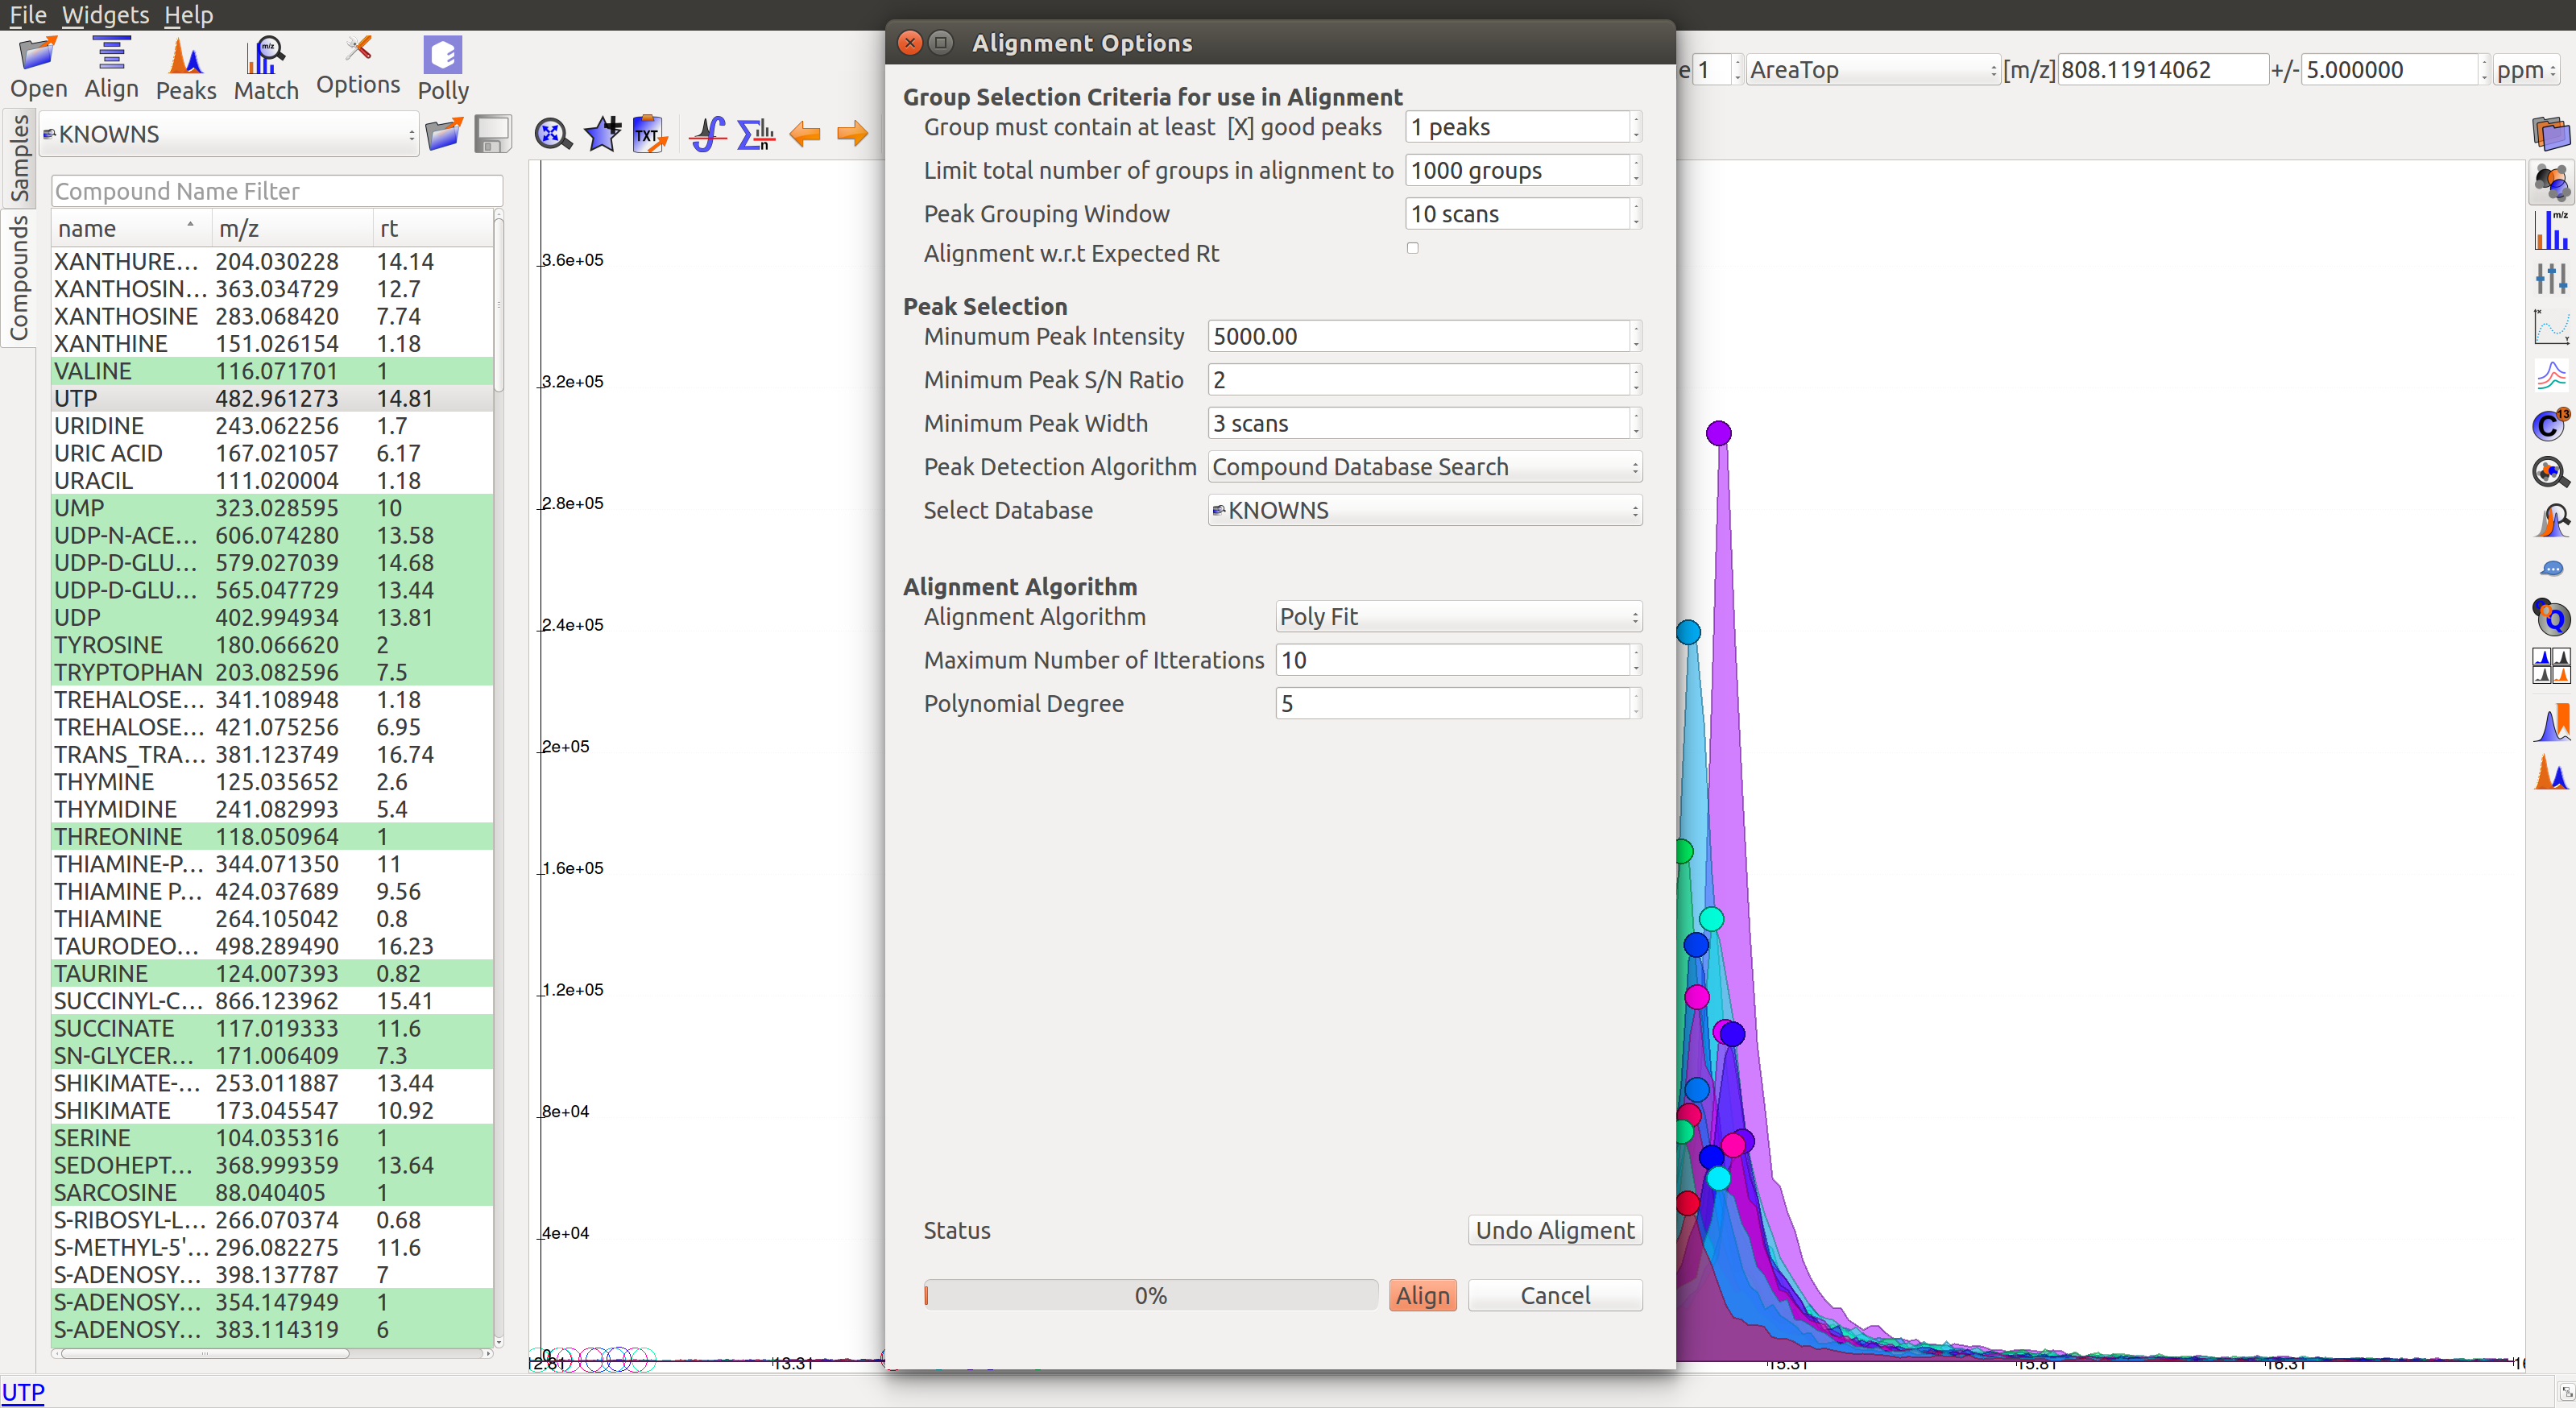 File Widgets Help
Open Align Peaks Match Options Polly
Alignment Options
e 1 AreaTop [m/z] 808.11914062 +/- 5.000000 ppm
Samples
Compounds
KNOWNS
TXT
Compound Name Filter
name m/z rt
XANTHURE... 204.030228 14.14
XANTHOSIN... 363.034729 12.7
XANTHOSINE 283.068420 7.74
XANTHINE 151.026154 1.18
VALINE 116.071701 1
UTP 482.961273 14.81
URIDINE 243.062256 1.7
URIC ACID 167.021057 6.17
URACIL 111.020004 1.18
UMP 323.028595 10
UDP-N-ACE... 606.074280 13.58
UDP-D-GLU... 579.027039 14.68
UDP-D-GLU... 565.047729 13.44
UDP 402.994934 13.81
TYROSINE 180.066620 2
TRYPTOPHAN 203.082596 7.5
TREHALOSE... 341.108948 1.18
TREHALOSE... 421.075256 6.95
TRANS_TRA... 381.123749 16.74
THYMINE 125.035652 2.6
THYMIDINE 241.082993 5.4
THREONINE 118.050964 1
THIAMINE-P... 344.071350 11
THIAMINE P... 424.037689 9.56
THIAMINE 264.105042 0.8
TAURODEO... 498.289490 16.23
TAURINE 124.007393 0.82
SUCCINYL-C... 866.123962 15.41
SUCCINATE 117.019333 11.6
SN-GLYCER... 171.006409 7.3
SHIKIMATE-... 253.011887 13.44
SHIKIMATE 173.045547 10.92
SERINE 104.035316 1
SEDOHEPT... 368.999359 13.64
SARCOSINE 88.040405 1
S-RIBOSYL-L... 266.070374 0.68
S-METHYL-5'... 296.082275 11.6
S-ADENOSY... 398.137787 7
S-ADENOSY... 354.147949 1
S-ADENOSY... 383.114319 6
3.6e+05
3.2e+05
2.8e+05
2.4e+05
2e+05
1.6e+05
1.2e+05
8e+04
4e+04
0
2.81 13.31 15.31 15.81 16.31
Group Selection Criteria for use in Alignment
Group must contain at least [X] good peaks 1 peaks
Limit total number of groups in alignment to 1000 groups
Peak Grouping Window 10 scans
Alignment w.r.t Expected Rt
Peak Selection
Minumum Peak Intensity 5000.00
Minimum Peak S/N Ratio 2
Minimum Peak Width 3 scans
Peak Detection Algorithm Compound Database Search
Select Database KNOWNS
Alignment Algorithm
Alignment Algorithm Poly Fit
Maximum Number of Itterations 10
Polynomial Degree 5
Status Undo Aligment
0% Align Cancel
m/z
C 13
Q
UTP